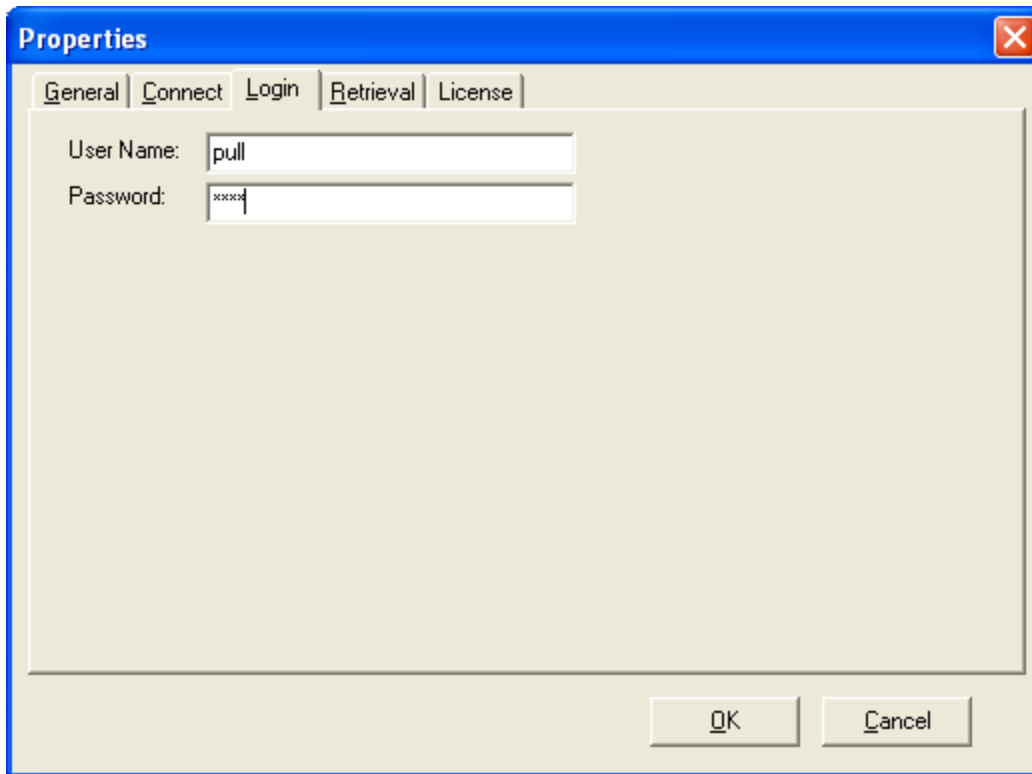 Properties
General Connect Login Retrieval License
User Name: pull
Password: ****
OK Cancel